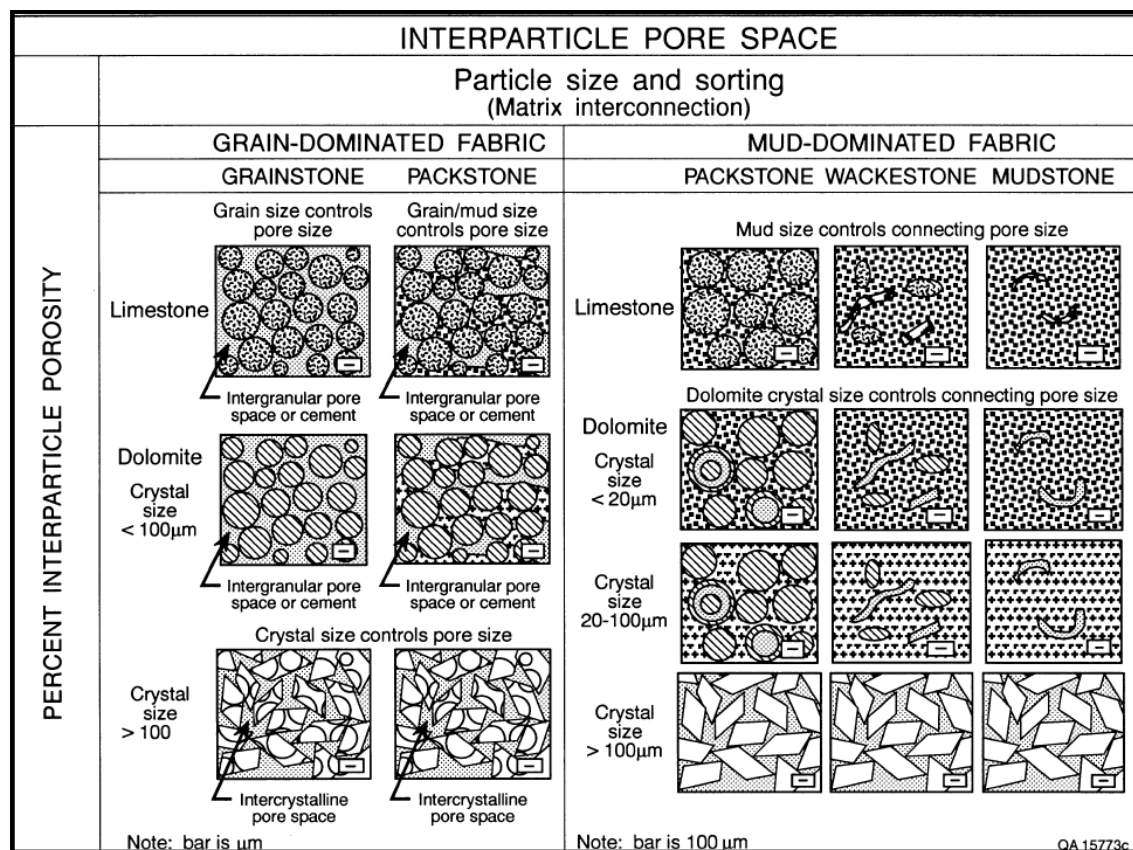 INTERPARTICLE PORE SPACE
Particle size and sorting
(Matrix interconnection)
PERCENT INTERPARTICLE POROSITY
GRAIN-DOMINATED FABRIC
GRAINSTONE PACKSTONE
Grain size controls
pore size
Grain/mud size
controls pore size
Limestone
Intergranular pore
space or cement
Intergranular pore
space or cement
Dolomite
Crystal
size
< 100μm
Intergranular pore
space or cement
Intergranular pore
space or cement
Crystal size controls pore size
Crystal
size
> 100
Intercrystalline
pore space
Intercrystalline
pore space
Note: bar is μm
MUD-DOMINATED FABRIC
PACKSTONE WACKESTONE MUDSTONE
Mud size controls connecting pore size
Limestone
Dolomite crystal size controls connecting pore size
Dolomite
Crystal
size
< 20μm
Crystal
size
20-100μm
Crystal
size
> 100μm
Note: bar is 100 μm
QA 15773c